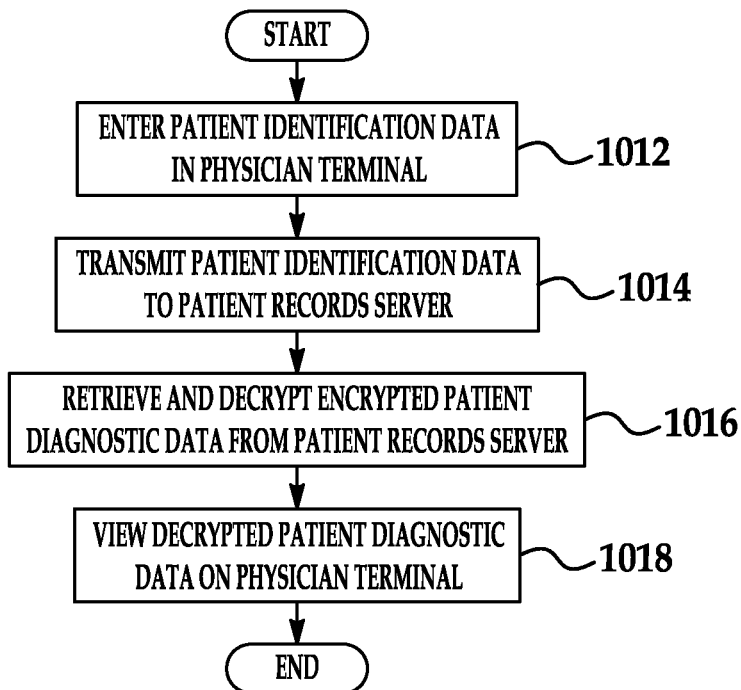 START
ENTER PATIENT IDENTIFICATION DATA
IN PHYSICIAN TERMINAL
1012
TRANSMIT PATIENT IDENTIFICATION DATA
TO PATIENT RECORDS SERVER
1014
RETRIEVE AND DECRYPT ENCRYPTED PATIENT
DIAGNOSTIC DATA FROM PATIENT RECORDS SERVER
1016
VIEW DECRYPTED PATIENT DIAGNOSTIC
DATA ON PHYSICIAN TERMINAL
1018
END